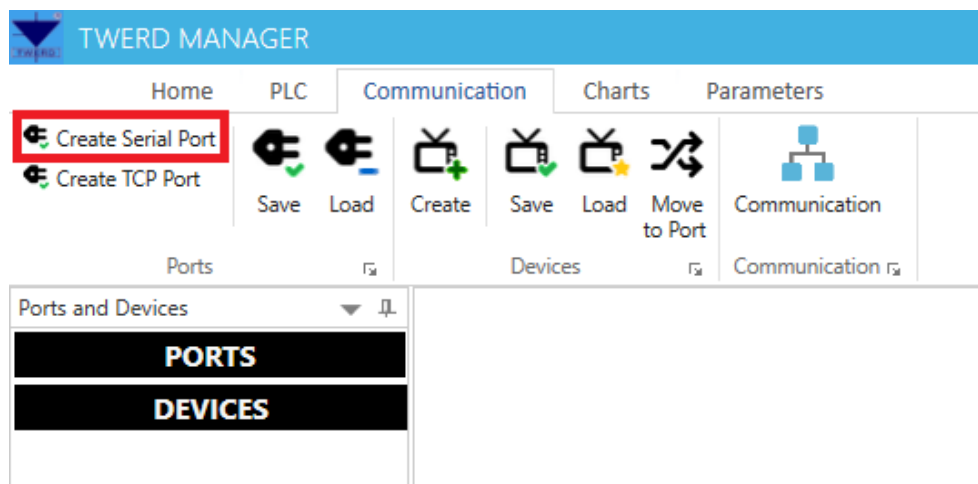 TWERD
TWERD MANAGER
Home PLC Communication Charts Parameters
Create Serial Port
Create TCP Port
Save Load Create Save Load Move to Port Communication
Ports Devices Communication
Ports and Devices
PORTS
DEVICES